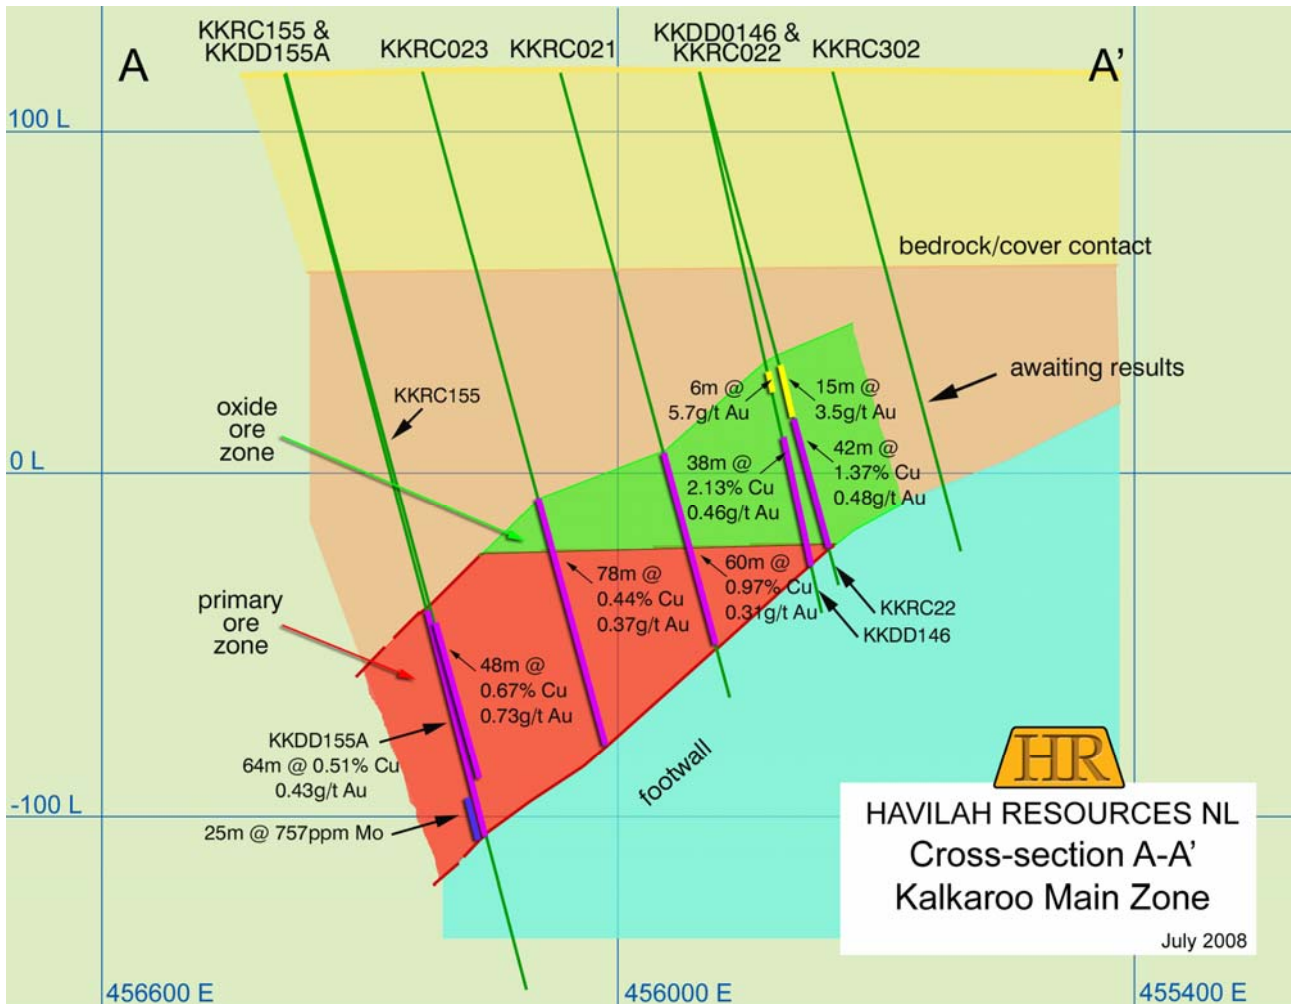 A
KKRC155 &
KKDD155A
KKRC023
KKRC021
KKDD0146 &
KKRC022
KKRC302
A'
100 L
bedrock/cover contact
awaiting results
KKRC155
oxide
ore
zone
6m @
5.7g/t Au
15m @
3.5g/t Au
0 L
38m @
2.13% Cu
0.46g/t Au
42m @
1.37% Cu
0.48g/t Au
primary
ore
zone
78m @
0.44% Cu
0.37g/t Au
60m @
0.97% Cu
0.31g/t Au
KKRC22
KKDD146
48m @
0.67% Cu
0.73g/t Au
KKDD155A
64m @ 0.51% Cu
0.43g/t Au
footwall
-100 L
25m @ 757ppm Mo
HR
HAVILAH RESOURCES NL
Cross-section A-A'
Kalkaroo Main Zone
July 2008
456600 E
456000 E
455400 E